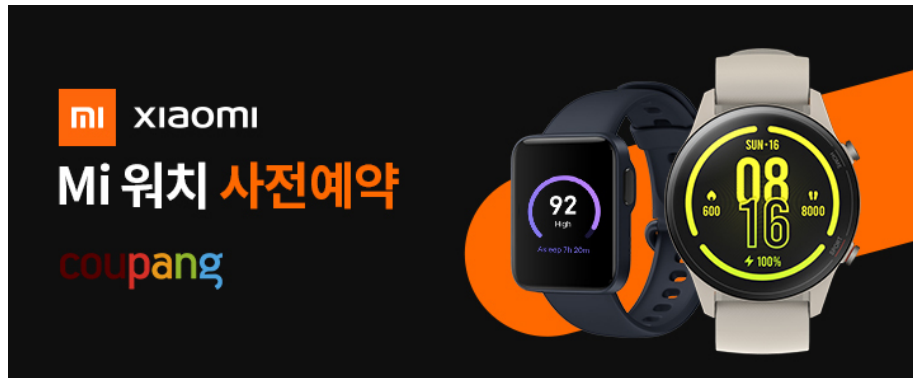 mi xiaomi
Mi 워치 사전예약
coupang
92
High
Asleep 7h 20m
SUN•16
08
16
600
8000
100%
SPORT